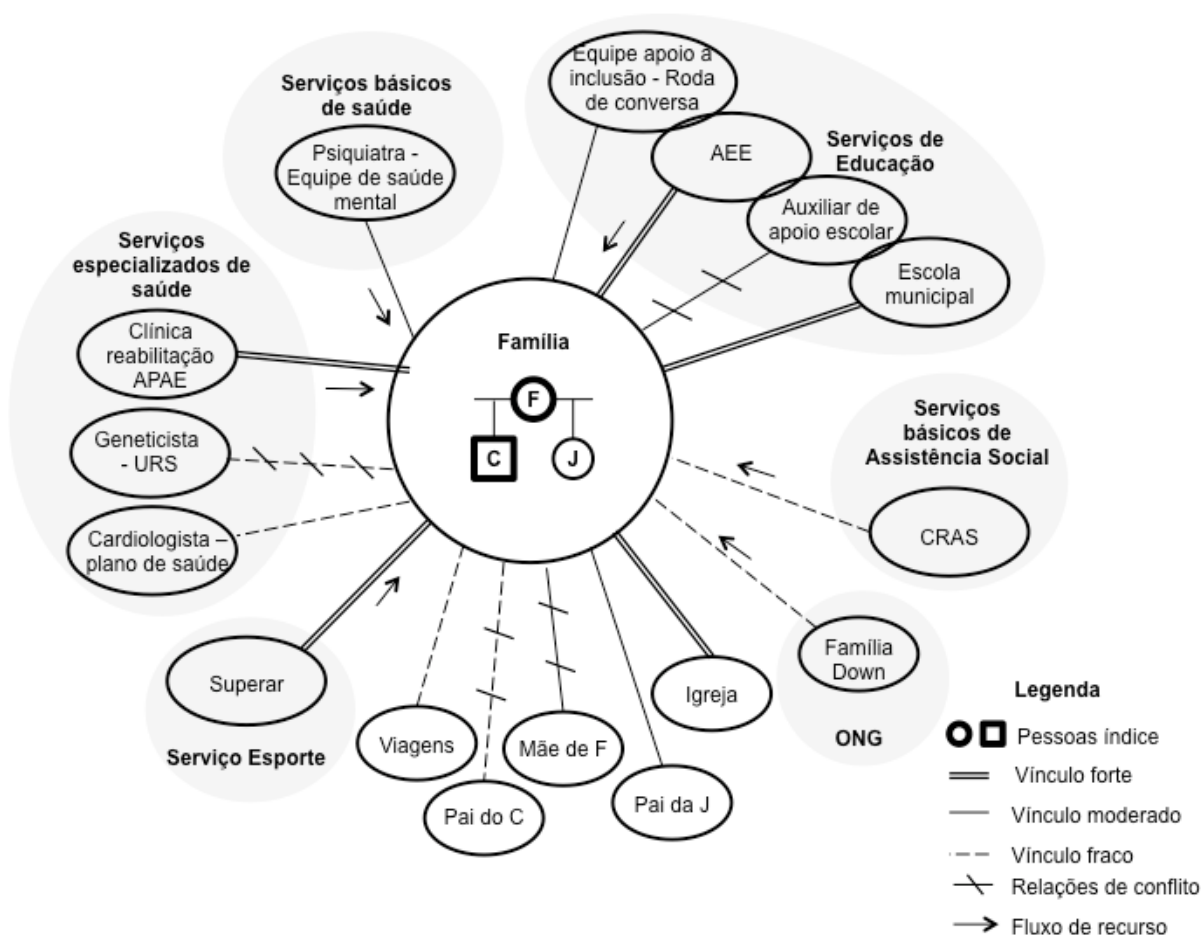 Equipe apoio à
inclusão - Roda
de conversa
Serviços básicos
de saúde
Psiquiatra -
Equipe de saúde
mental
AEE
Serviços de
Educação
Auxiliar de
apoio escolar
Escola
municipal
Serviços
especializados de
saúde
Clínica
reabilitação
APAE
Geneticista
- URS
Cardiologista –
plano de saúde
Família
F
C
J
Serviços
básicos de
Assistência Social
CRAS
Superar
Serviço Esporte
Viagens
Pai do C
Mãe de F
Pai da J
Igreja
Família
Down
ONG
Legenda
Pessoas índice
Vínculo forte
Vínculo moderado
Vínculo fraco
Relações de conflito
Fluxo de recurso